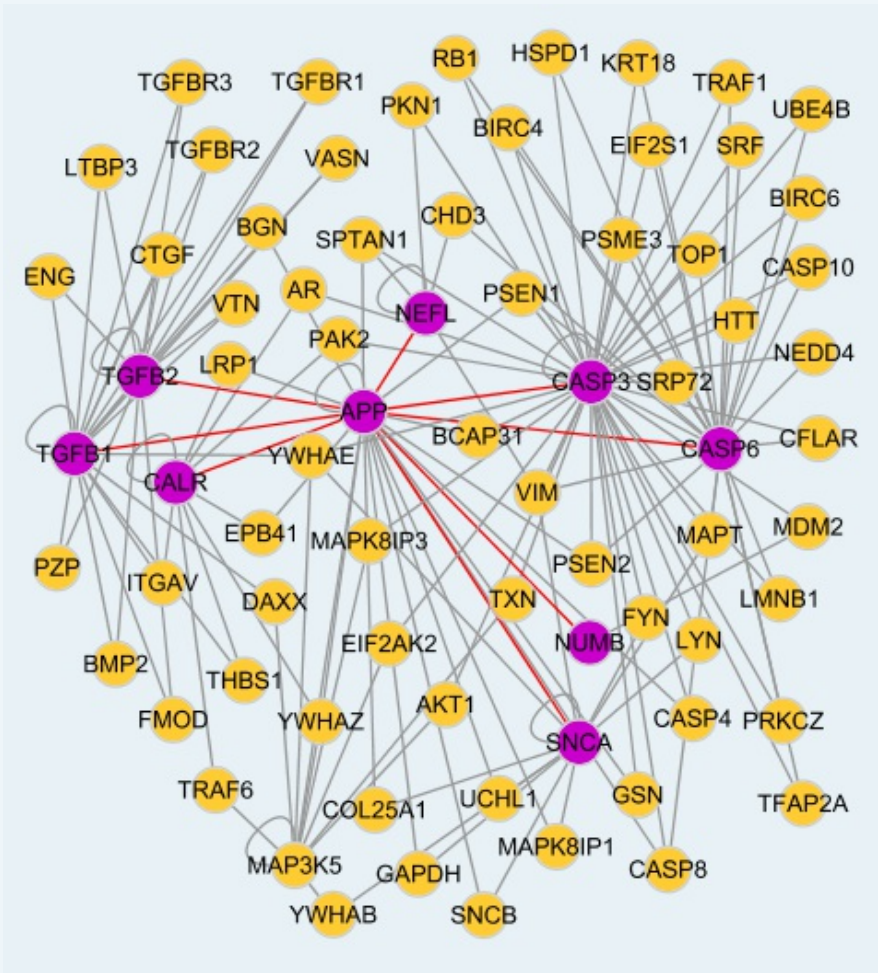 HSPD1
RB1
KRT18
TGFBR3
TGFBR1
TRAF1
PKN1
UBE4B
BIRC4
TGFBR2
EIF2S1
SRF
VASN
LTBP3
BIRC6
CHD3
BGN
SPTAN1
PSME3
CTGF
TOP1
CASP10
ENG
AR
PSEN1
VTN
NEFL
HTT
PAK2
NEDD4
LRP1
TGFB2
CASP3
SRP72
APP
BCAP31
CFLAR
CASP6
TGFB1
YWHAE
CALR
VIM
EPB41
MAPK8IP3
MAPT
MDM2
PSEN2
PZP
ITGAV
DAXX
TXN
LMNB1
FYN
EIF2AK2
NUMB
LYN
BMP2
THBS1
AKT1
FMOD
YWHAZ
CASP4
PRKCZ
SNCA
TRAF6
COL25A1
UCHL1
GSN
TFAP2A
MAPK8IP1
MAP3K5
GAPDH
CASP8
YWHAB
SNCB